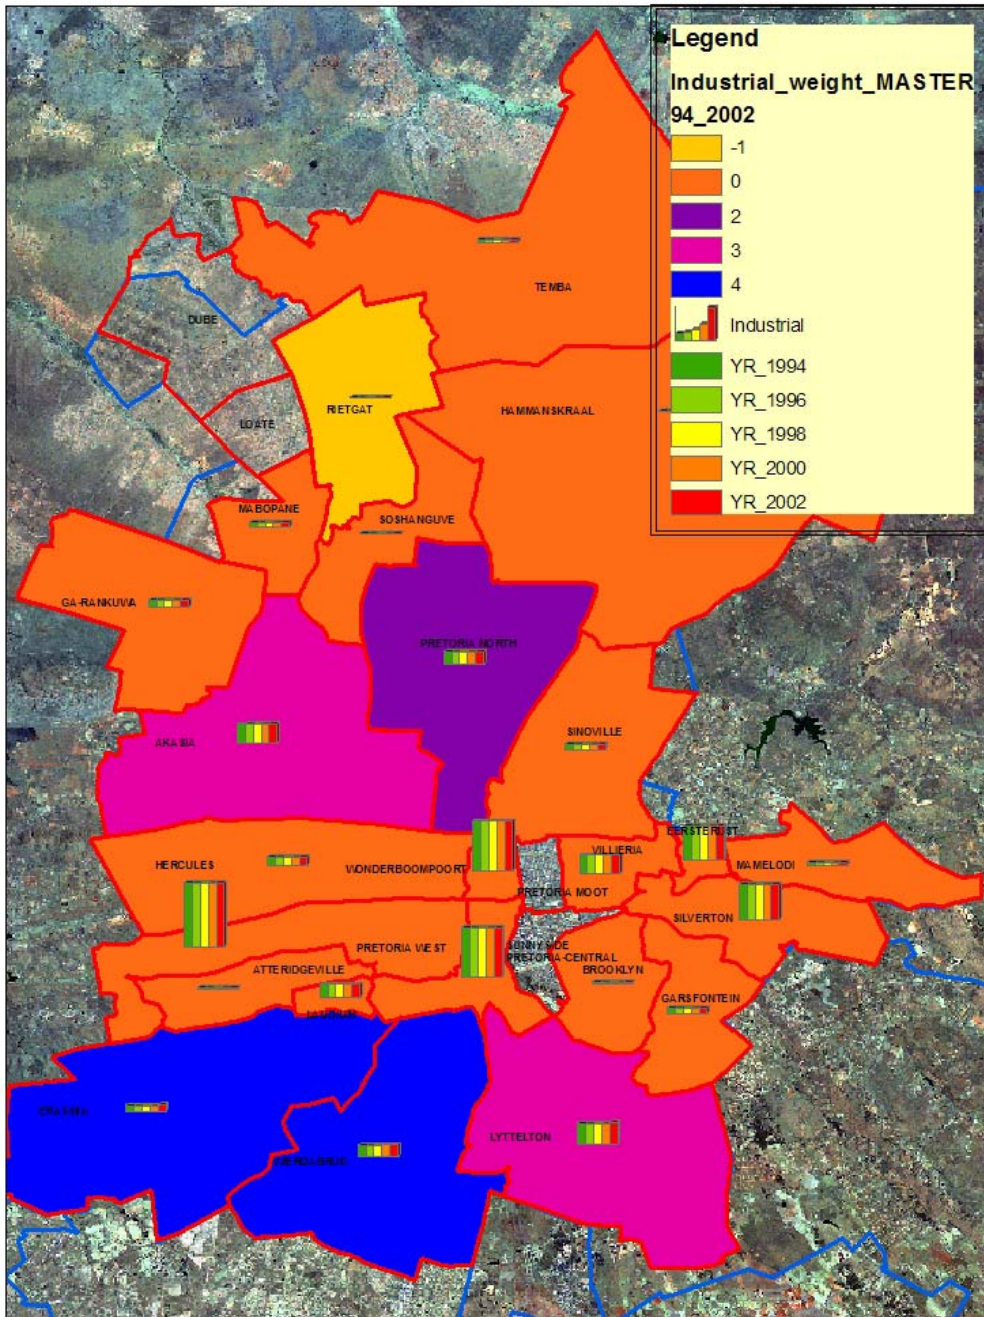 Legend
Industrial_weight_MASTER
94_2002
-1
0
2
3
4
Industrial
YR_1994
YR_1996
YR_1998
YR_2000
YR_2002
TEMBA
DUBE
RIETGAT
HAMMANSKRAAL
LOATE
MABOPANE
SOSHANGUVE
GA-RANKUWA
PRETORIA NORTH
SINOVILLE
AKASIA
EERSTERUST
VILLIERIA
HERCULES
WONDERBOOMPOORT
MAMELODI
PRETORIA MOOT
SILVERTON
PRETORIA WEST
SUNNYSIDE
PRETORIA-CENTRAL
ATTERIDGEVILLE
BROOKLYN
GARSFONTEIN
LYTTELTON